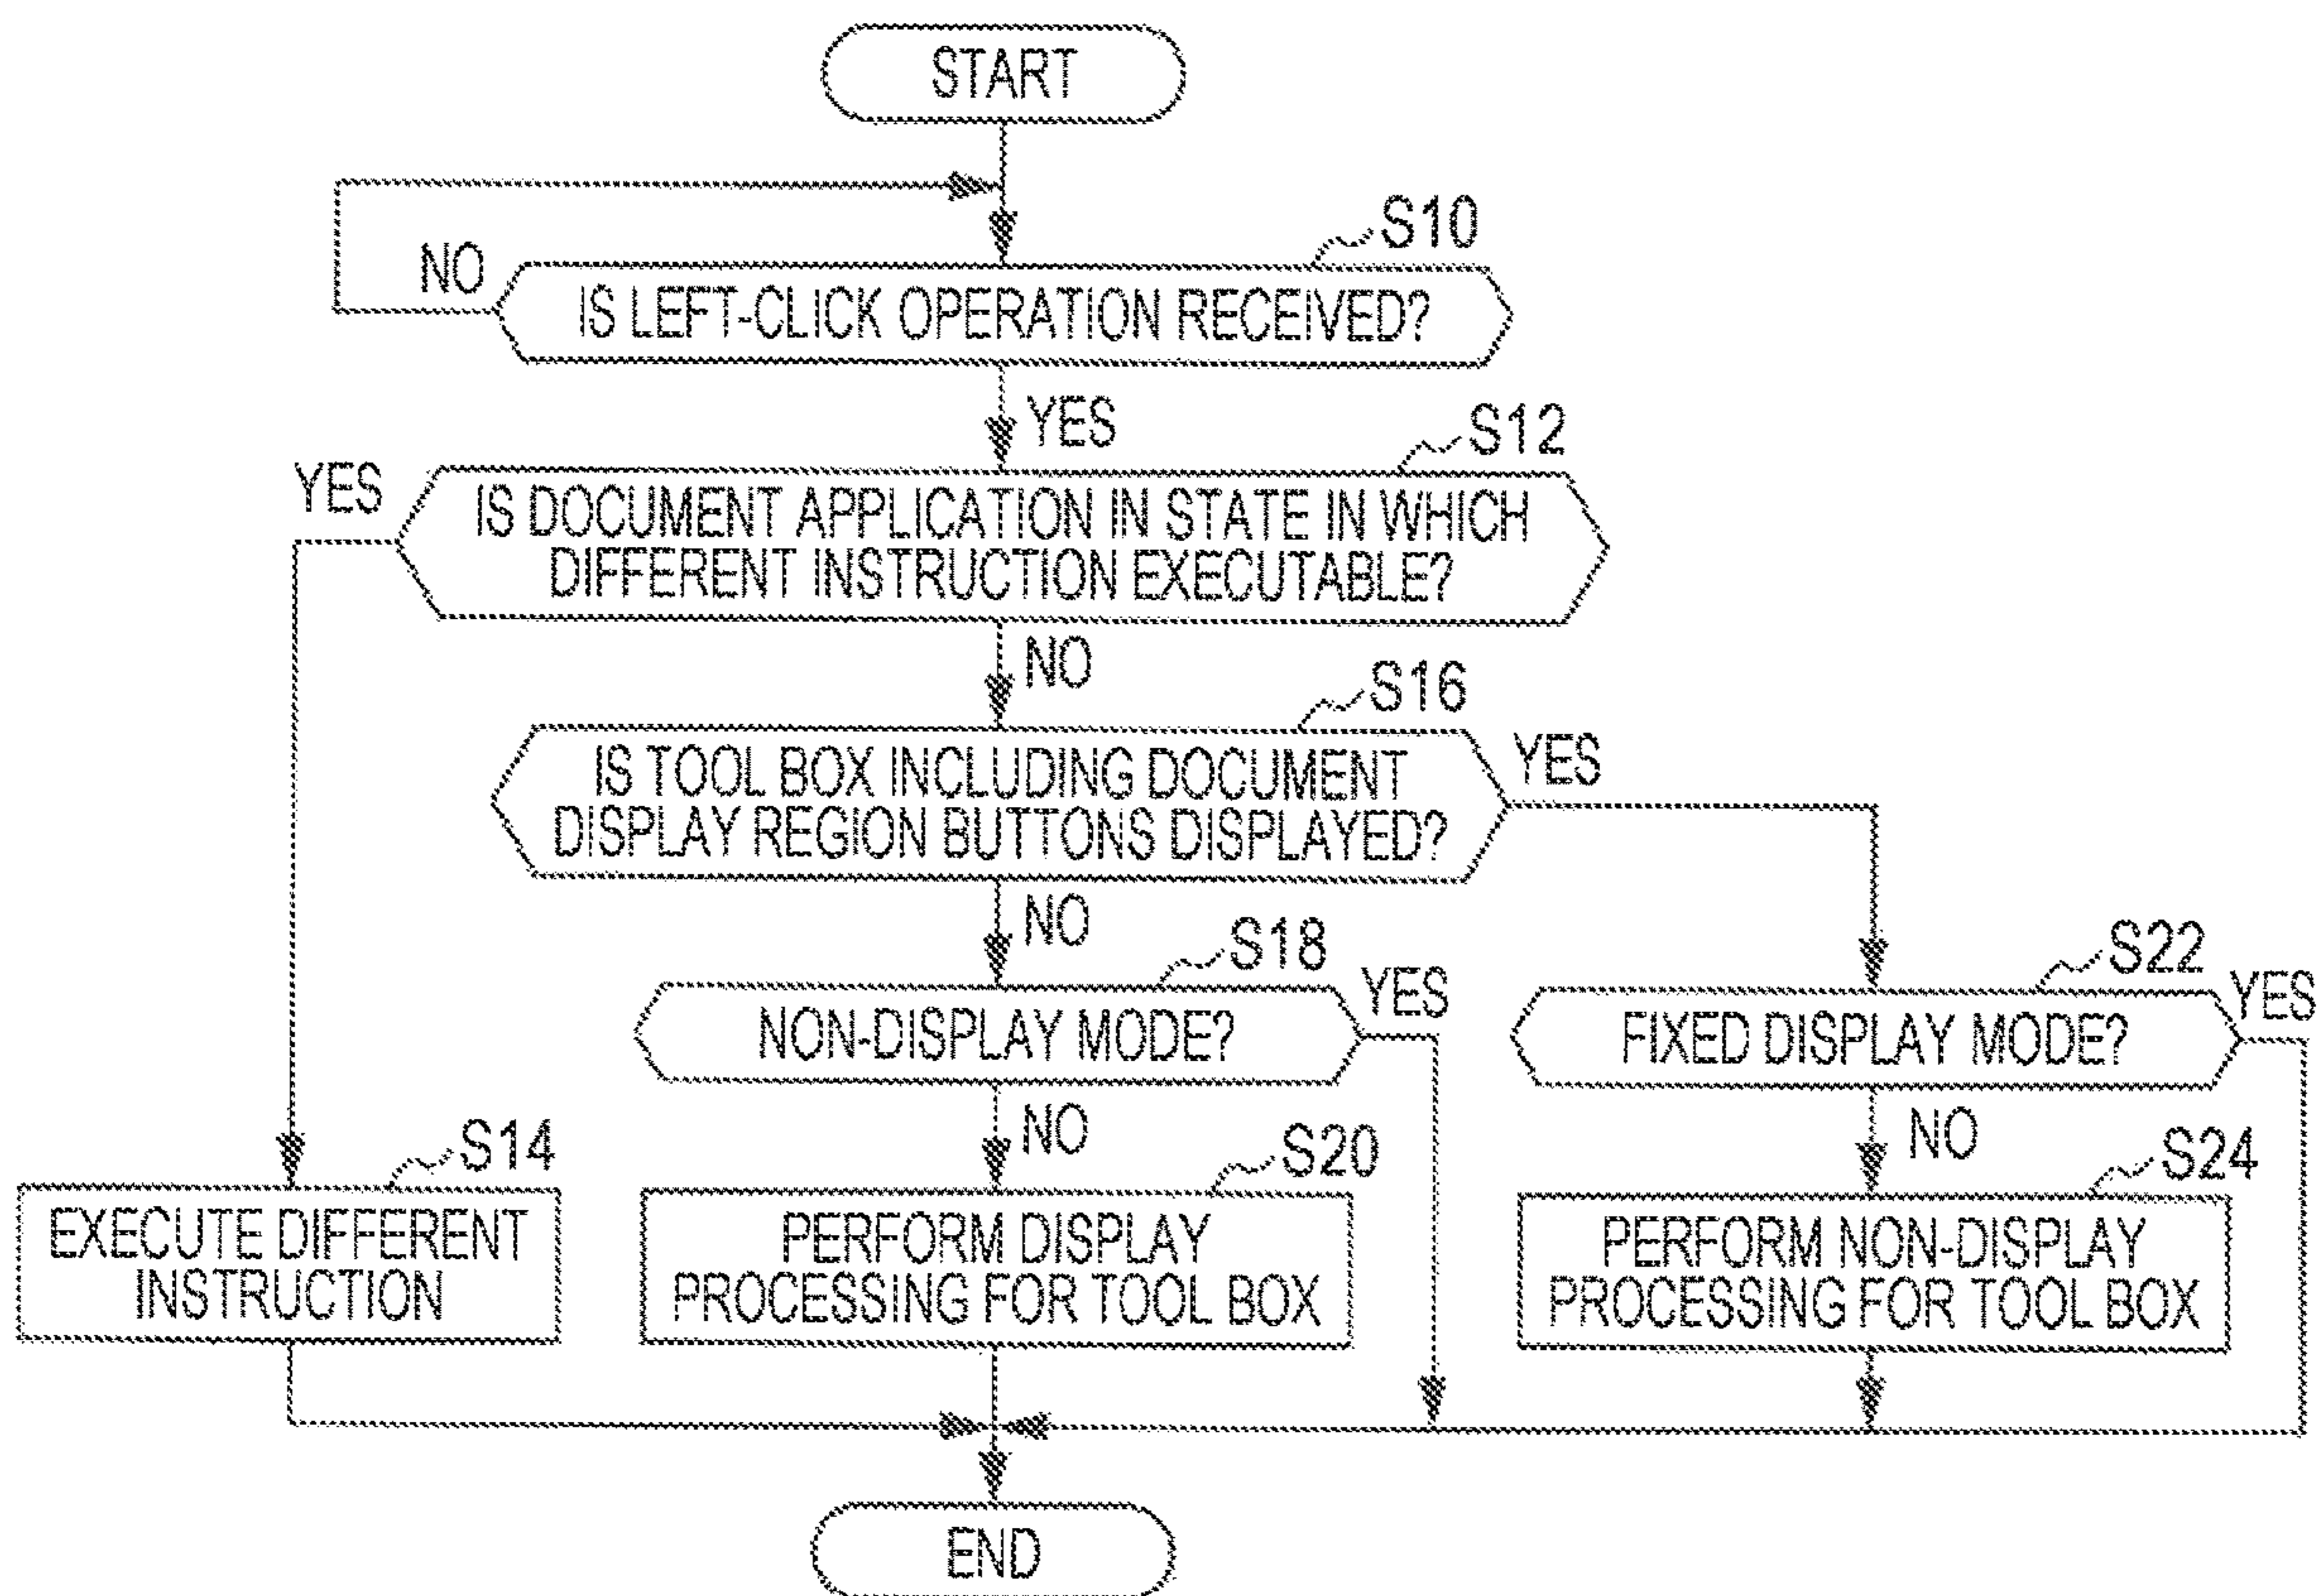 START
S10
NO
IS LEFT-CLICK OPERATION RECEIVED?
YES
S12
YES
IS DOCUMENT APPLICATION IN STATE IN WHICH
DIFFERENT INSTRUCTION EXECUTABLE?
NO
S16
IS TOOL BOX INCLUDING DOCUMENT
DISPLAY REGION BUTTONS DISPLAYED?
YES
NO
S18
NON-DISPLAY MODE?
YES
S22
FIXED DISPLAY MODE?
YES
NO
NO
S14
EXECUTE DIFFERENT
INSTRUCTION
S20
PERFORM DISPLAY
PROCESSING FOR TOOL BOX
S24
PERFORM NON-DISPLAY
PROCESSING FOR TOOL BOX
END